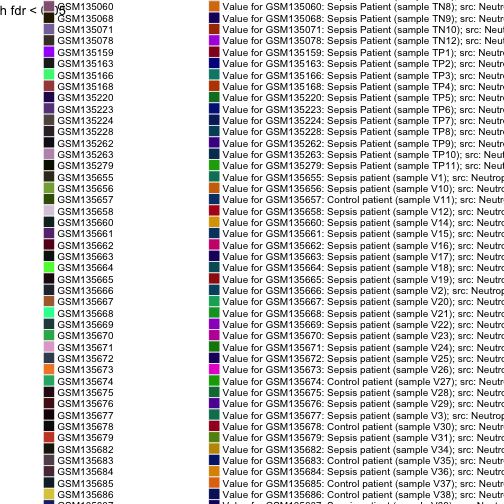 h fdr < 0.05
GSM135060 Value for GSM135060: Sepsis Patient (sample TN8); src: Neutr
GSM135068 Value for GSM135068: Sepsis Patient (sample TN9); src: Neutr
GSM135071 Value for GSM135071: Sepsis Patient (sample TN10); src: Neu
GSM135078 Value for GSM135078: Sepsis Patient (sample TN12); src: Neu
GSM135159 Value for GSM135159: Sepsis Patient (sample TP1); src: Neutr
GSM135163 Value for GSM135163: Sepsis Patient (sample TP2); src: Neutr
GSM135166 Value for GSM135166: Sepsis Patient (sample TP3); src: Neutr
GSM135168 Value for GSM135168: Sepsis Patient (sample TP4); src: Neutr
GSM135220 Value for GSM135220: Sepsis Patient (sample TP5); src: Neutr
GSM135223 Value for GSM135223: Sepsis Patient (sample TP6); src: Neutr
GSM135224 Value for GSM135224: Sepsis Patient (sample TP7); src: Neutr
GSM135228 Value for GSM135228: Sepsis Patient (sample TP8); src: Neutr
GSM135262 Value for GSM135262: Sepsis Patient (sample TP9); src: Neutr
GSM135263 Value for GSM135263: Sepsis Patient (sample TP10); src: Neut
GSM135279 Value for GSM135279: Sepsis Patient (sample TP11); src: Neut
GSM135655 Value for GSM135655: Sepsis patient (sample V1); src: Neutrop
GSM135656 Value for GSM135656: Sepsis patient (sample V10); src: Neutro
GSM135657 Value for GSM135657: Control patient (sample V11); src: Neutr
GSM135658 Value for GSM135658: Sepsis patient (sample V12); src: Neutro
GSM135660 Value for GSM135660: Sepsis patient (sample V14); src: Neutro
GSM135661 Value for GSM135661: Sepsis patient (sample V15); src: Neutro
GSM135662 Value for GSM135662: Sepsis patient (sample V16); src: Neutro
GSM135663 Value for GSM135663: Sepsis patient (sample V17); src: Neutro
GSM135664 Value for GSM135664: Sepsis patient (sample V18); src: Neutro
GSM135665 Value for GSM135665: Sepsis patient (sample V19); src: Neutro
GSM135666 Value for GSM135666: Sepsis patient (sample V2); src: Neutrop
GSM135667 Value for GSM135667: Sepsis patient (sample V20); src: Neutro
GSM135668 Value for GSM135668: Sepsis patient (sample V21); src: Neutro
GSM135669 Value for GSM135669: Sepsis patient (sample V22); src: Neutro
GSM135670 Value for GSM135670: Sepsis patient (sample V23); src: Neutro
GSM135671 Value for GSM135671: Sepsis patient (sample V24); src: Neutro
GSM135672 Value for GSM135672: Sepsis patient (sample V25); src: Neutro
GSM135673 Value for GSM135673: Sepsis patient (sample V26); src: Neutro
GSM135674 Value for GSM135674: Control patient (sample V27); src: Neutr
GSM135675 Value for GSM135675: Sepsis patient (sample V28); src: Neutro
GSM135676 Value for GSM135676: Sepsis patient (sample V29); src: Neutro
GSM135677 Value for GSM135677: Sepsis patient (sample V3); src: Neutrop
GSM135678 Value for GSM135678: Control patient (sample V30); src: Neutr
GSM135679 Value for GSM135679: Sepsis patient (sample V31); src: Neutro
GSM135682 Value for GSM135682: Sepsis patient (sample V34); src: Neutro
GSM135683 Value for GSM135683: Control patient (sample V35); src: Neutr
GSM135684 Value for GSM135684: Sepsis patient (sample V36); src: Neutro
GSM135685 Value for GSM135685: Control patient (sample V37); src: Neutr
GSM135686 Value for GSM135686: Control patient (sample V38); src: Neutr